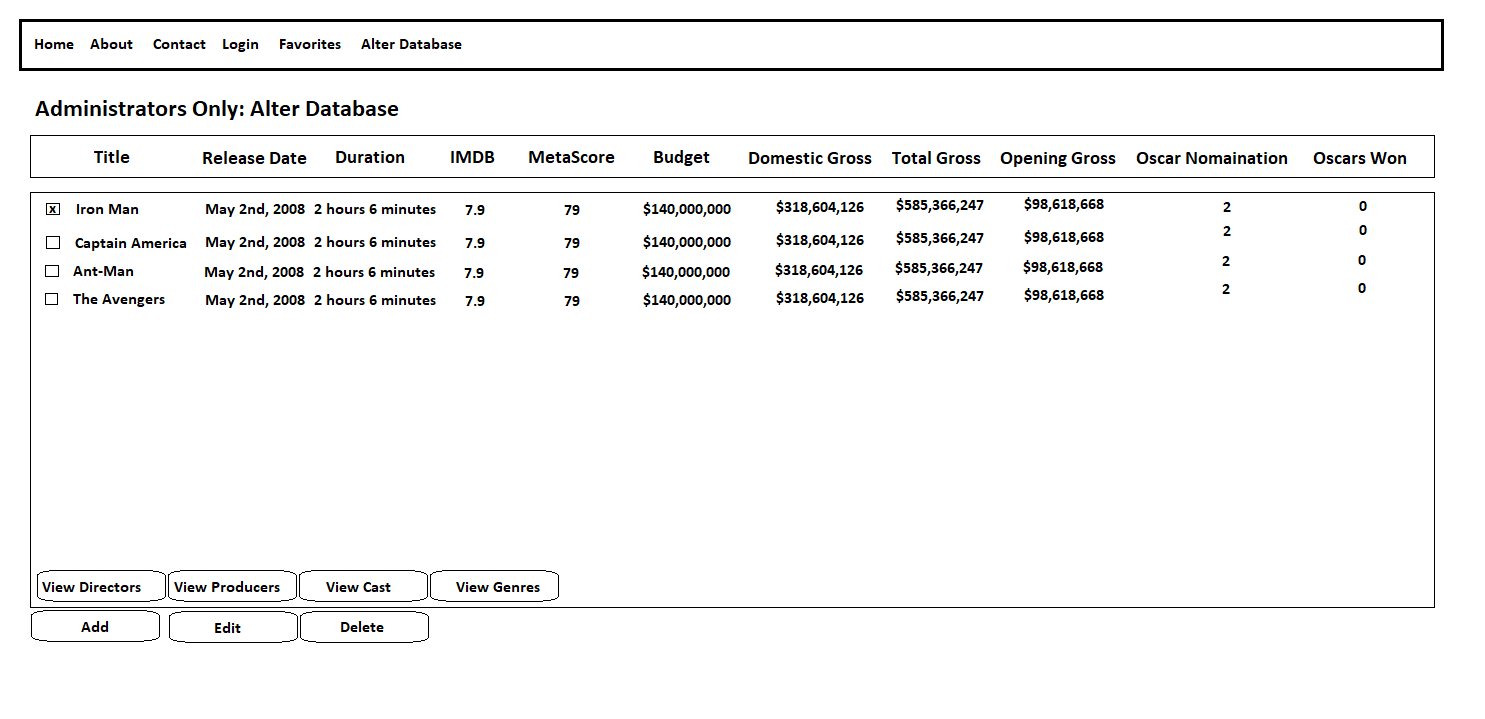 Home About Contact Login Favorites Alter Database
Administrators Only: Alter Database
Title Release Date Duration IMDB MetaScore Budget Domestic Gross Total Gross Opening Gross Oscar Nomaination Oscars Won
x Iron Man May 2nd, 2008 2 hours 6 minutes 7.9 79 $140,000,000 $318,604,126 $585,366,247 $98,618,668 2 0
Captain America May 2nd, 2008 2 hours 6 minutes 7.9 79 $140,000,000 $318,604,126 $585,366,247 $98,618,668 2 0
Ant-Man May 2nd, 2008 2 hours 6 minutes 7.9 79 $140,000,000 $318,604,126 $585,366,247 $98,618,668 2 0
The Avengers May 2nd, 2008 2 hours 6 minutes 7.9 79 $140,000,000 $318,604,126 $585,366,247 $98,618,668 2 0
View Directors View Producers View Cast View Genres
Add Edit Delete